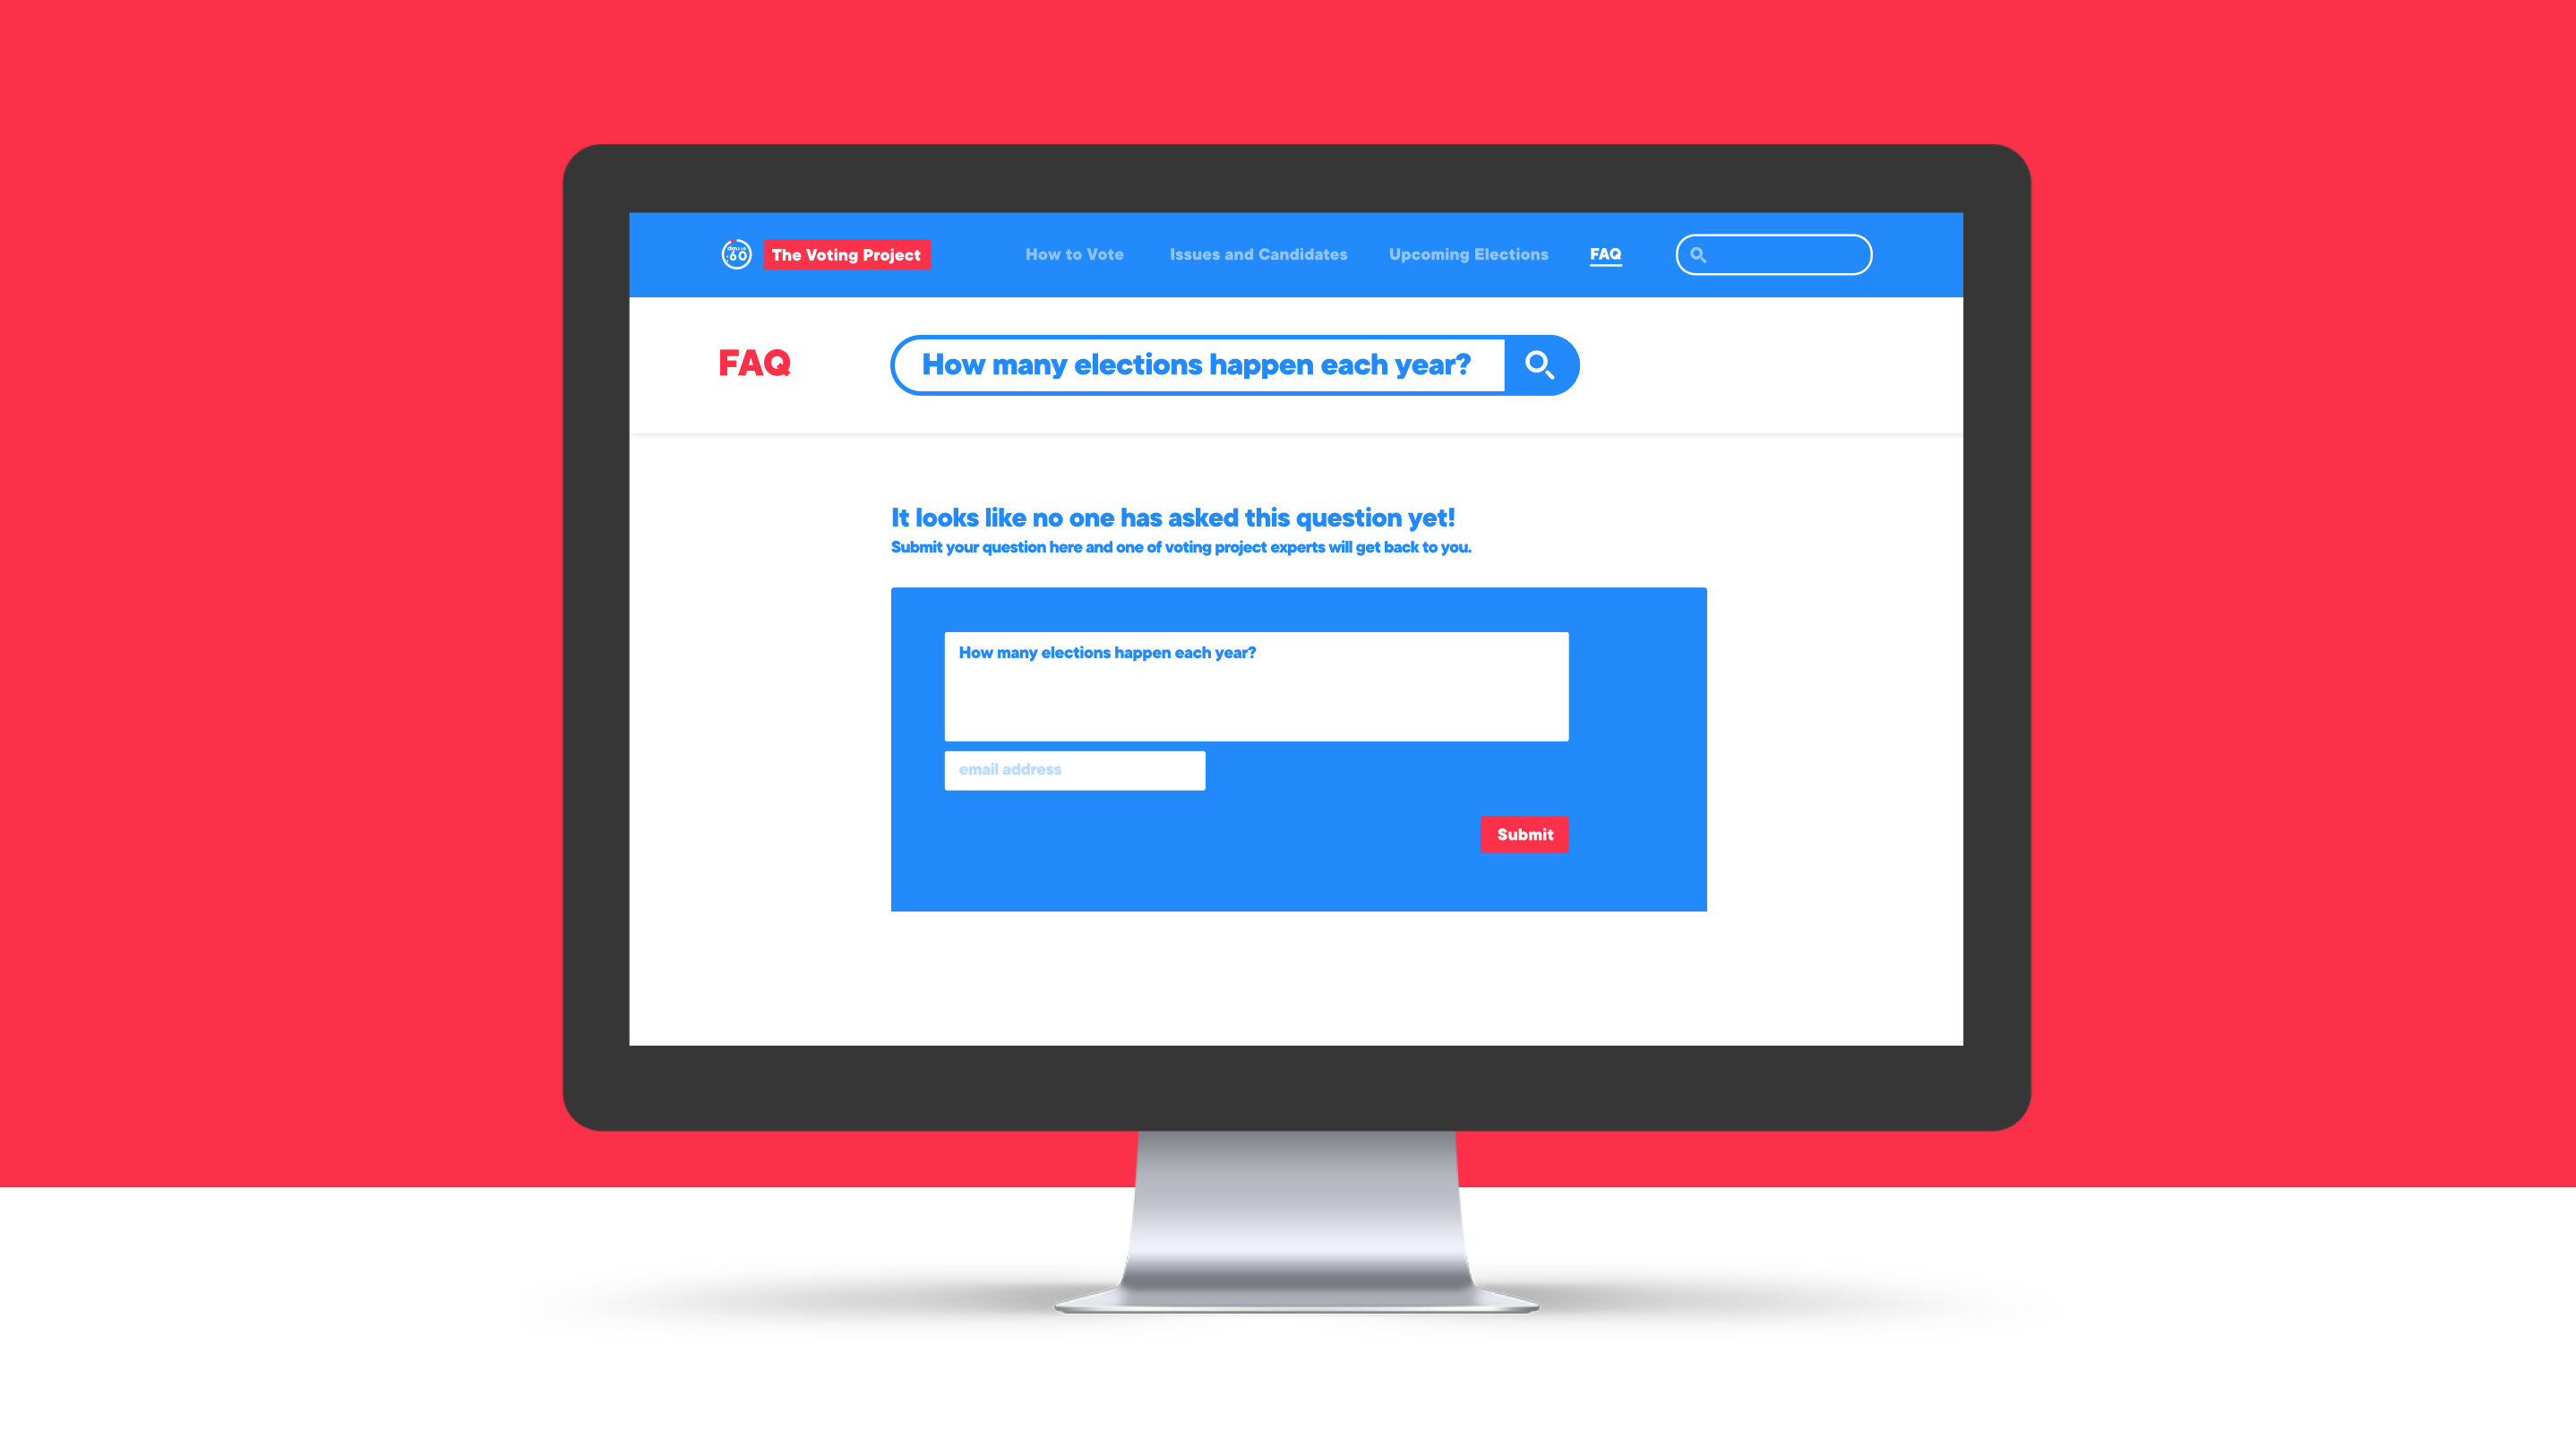 :60
The Voting Project
How to Vote
Issues and Candidates
Upcoming Elections
FAQ
FAQ
How many elections happen each year?
It looks like no one has asked this question yet!
Submit your question here and one of voting project experts will get back to you.
How many elections happen each year?
email address
Submit